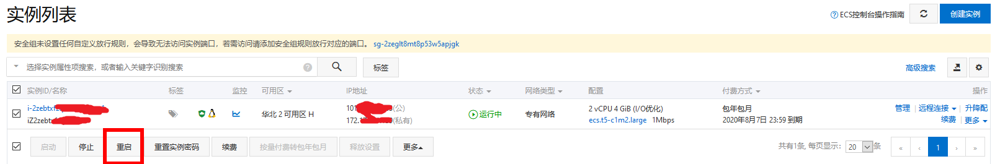 实例列表
ECS控制台操作指南 创建实例
安全组未设置任何自定义放行规则，会导致无法访问实例端口，若需访问请添加安全组规则放行对应的端口。 sg-2zeglt8mt8p53w5apjgk
选择实例属性项搜索，或者输入关键字识别搜索 标签 高级搜索
实例ID/名称 标签 监控 可用区 IP地址 状态 网络类型 配置 付费方式 操作
i-2zebtxf 101 (公) 2 vCPU 4 GiB (I/O优化) 包年包月 管理 远程连接 升降配
华北 2 可用区 H 运行中 专有网络
iZ2zebtx 172.1 (私有) ecs.t5-c1m2.large 1Mbps 2020年8月7日 23:59 到期 续费 更多
启动 停止 重启 重置实例密码 续费 按量付费转包年包月 释放设置 更多 共有1条, 每页显示: 20 条 « ‹ 1 › »